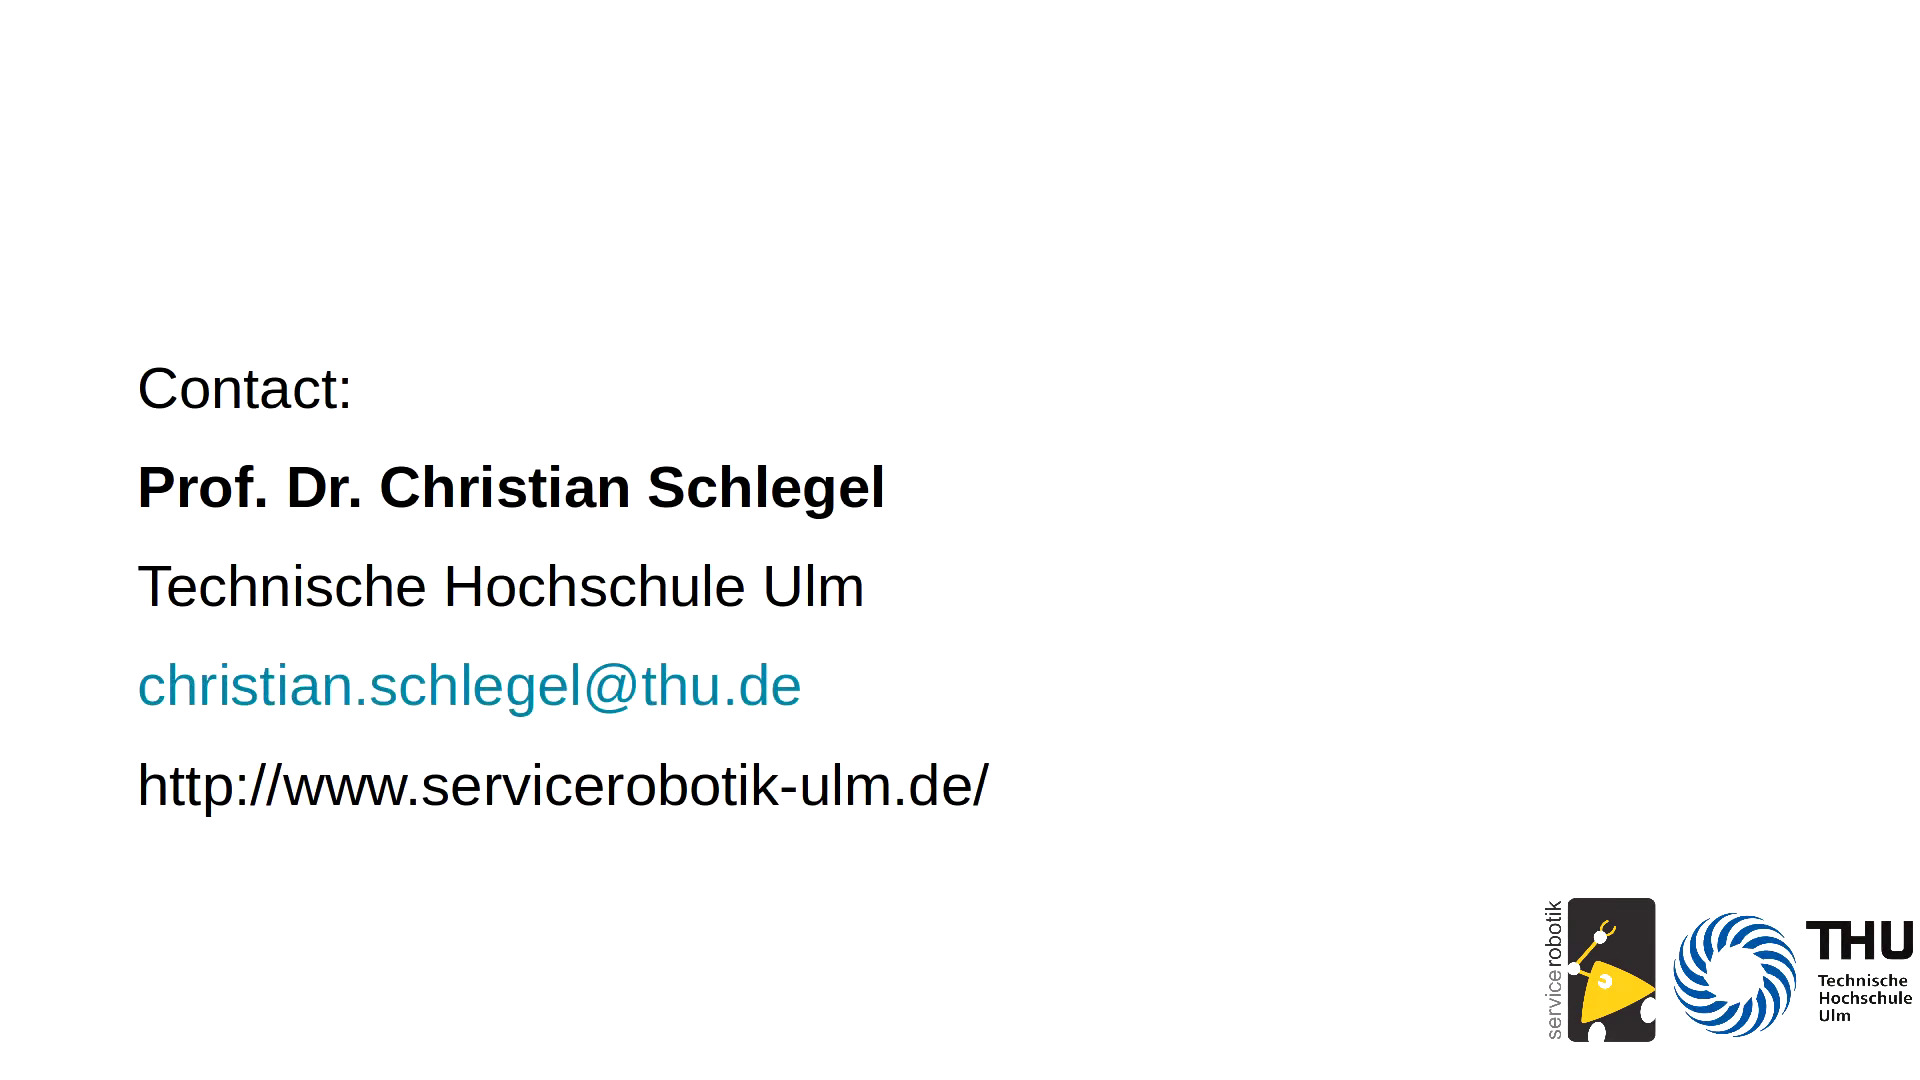 Contact:
Prof. Dr. Christian Schlegel
Technische Hochschule Ulm
christian.schlegel@thu.de
http://www.servicerobotik-ulm.de/
servicerobotik
THU
Technische
Hochschule
Ulm